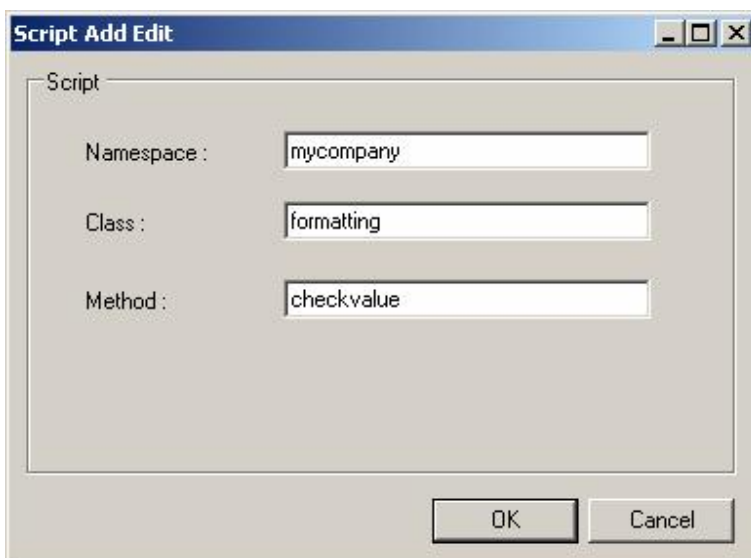 Script Add Edit
Script
Namespace : mycompany
Class : formatting
Method : checkvalue
OK Cancel